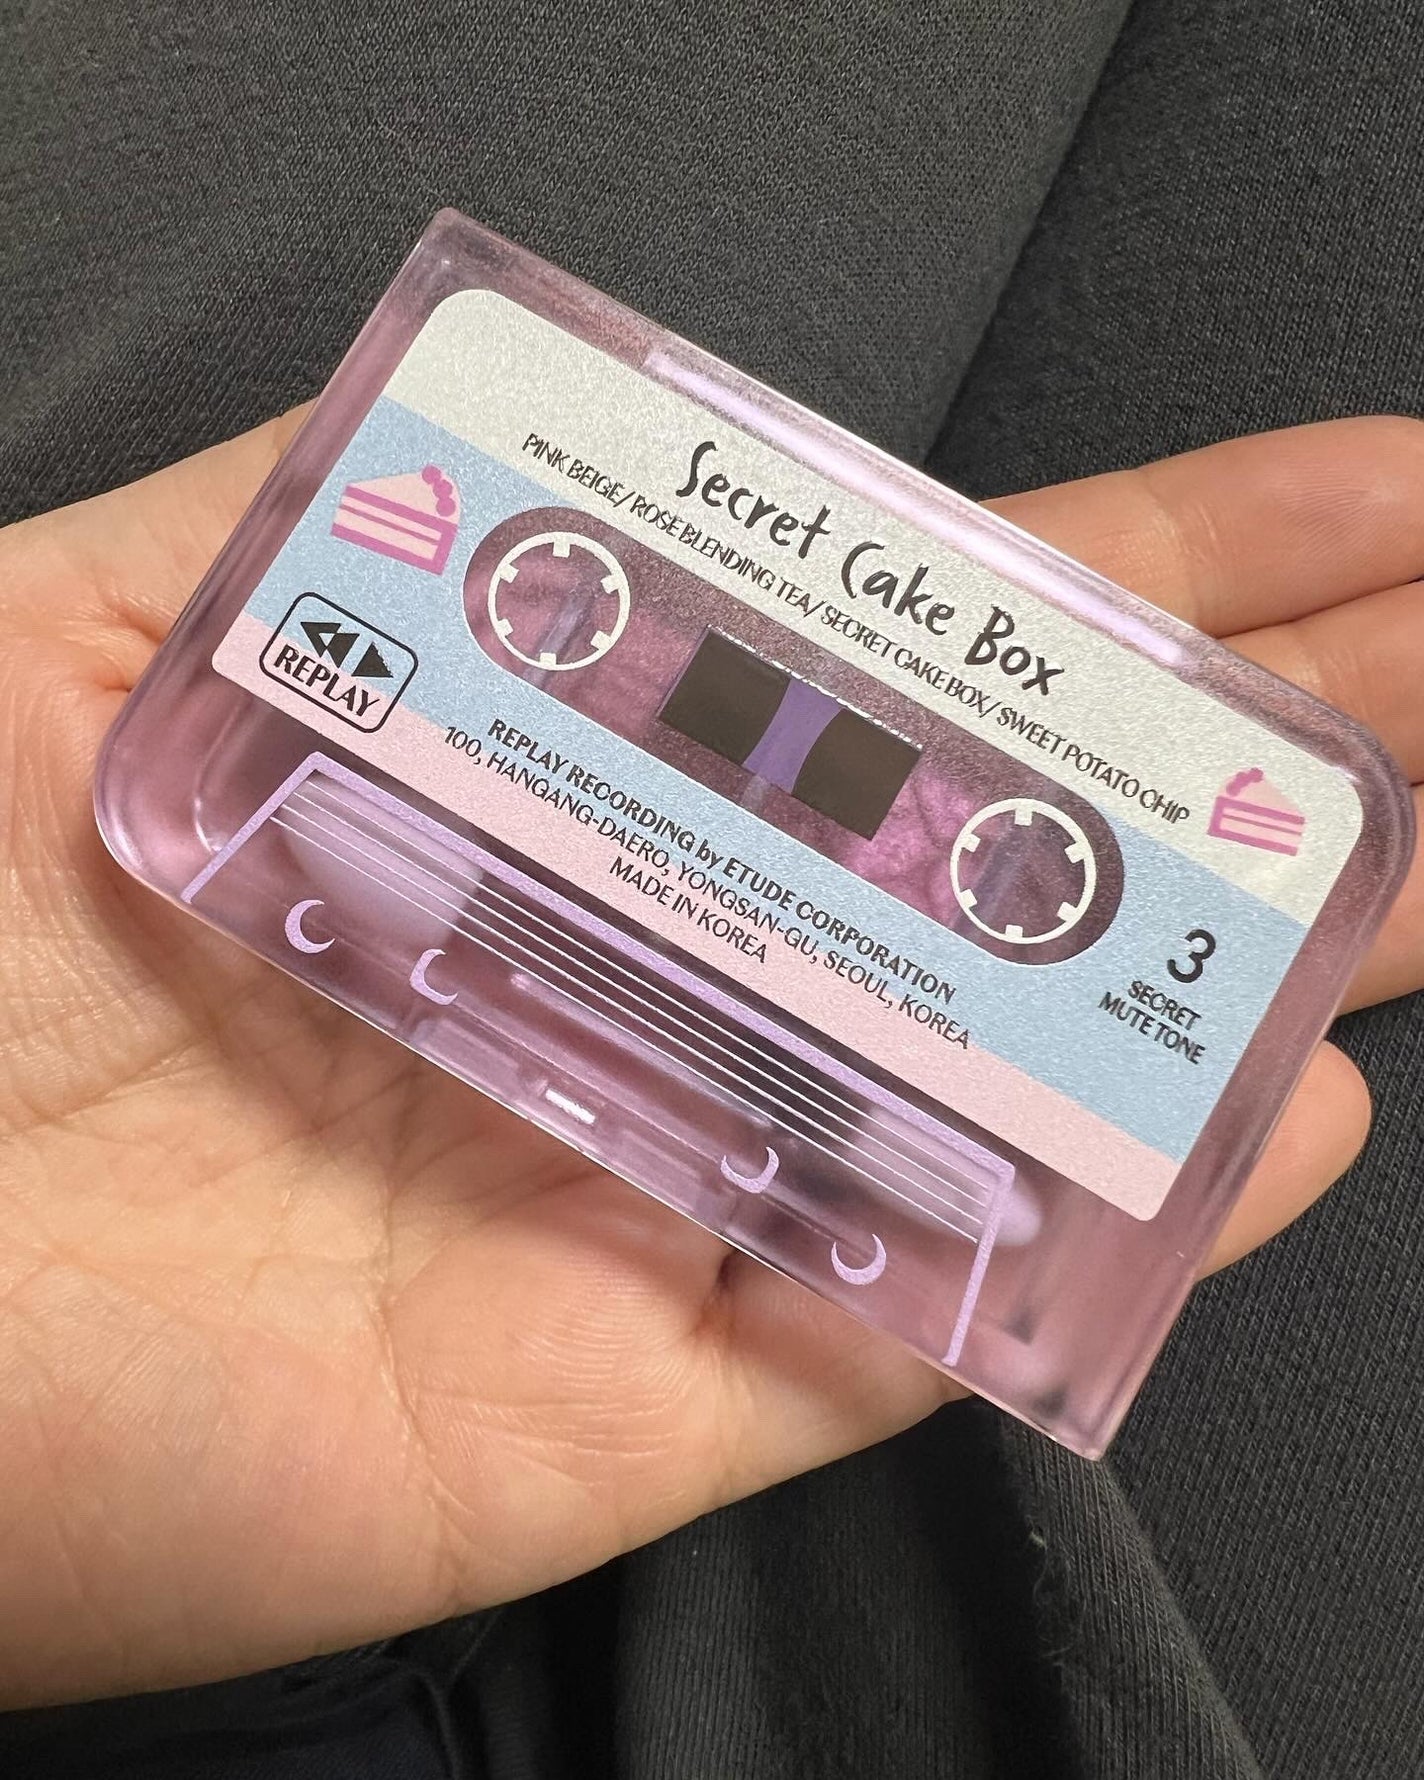 Secret Cake Box
PINK BEIGE/ ROSE BLENDING TEA/ SECRET CAKE BOX/ SWEET POTATO CHIP
REPLAY
REPLAY RECORDING by ETUDE CORPORATION
100, HANGANG-DAERO, YONGSAN-GU, SEOUL, KOREA
MADE IN KOREA
3
SECRET
MUTE TONE